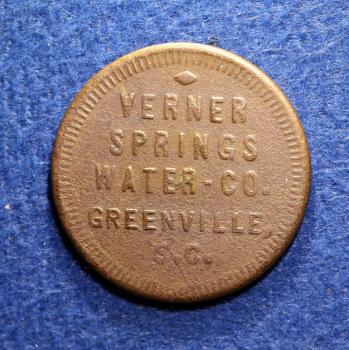 VERNER
SPRINGS
WATER-CO.
GREENVILLE
S.C.